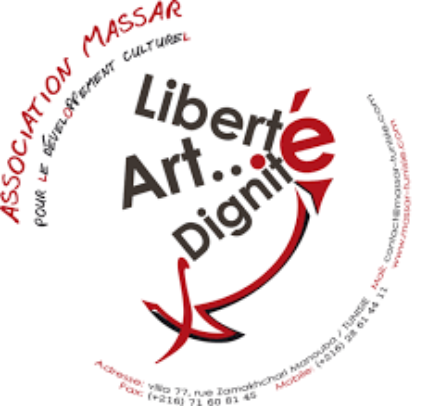 ASSOCIATION MASSAR
POUR LE DÉVELOPPEMENT CULTUREL
Liberté
Art...
Dignité
Mail: contact@massar-tunisie.com
www.massar-tunisie.com
Adresse: villa 77, rue Zamakhchari Manouba / TUNISIE
Fax: (+216) 71 60 81 45 Mobile: (+216) 28 61 44 11